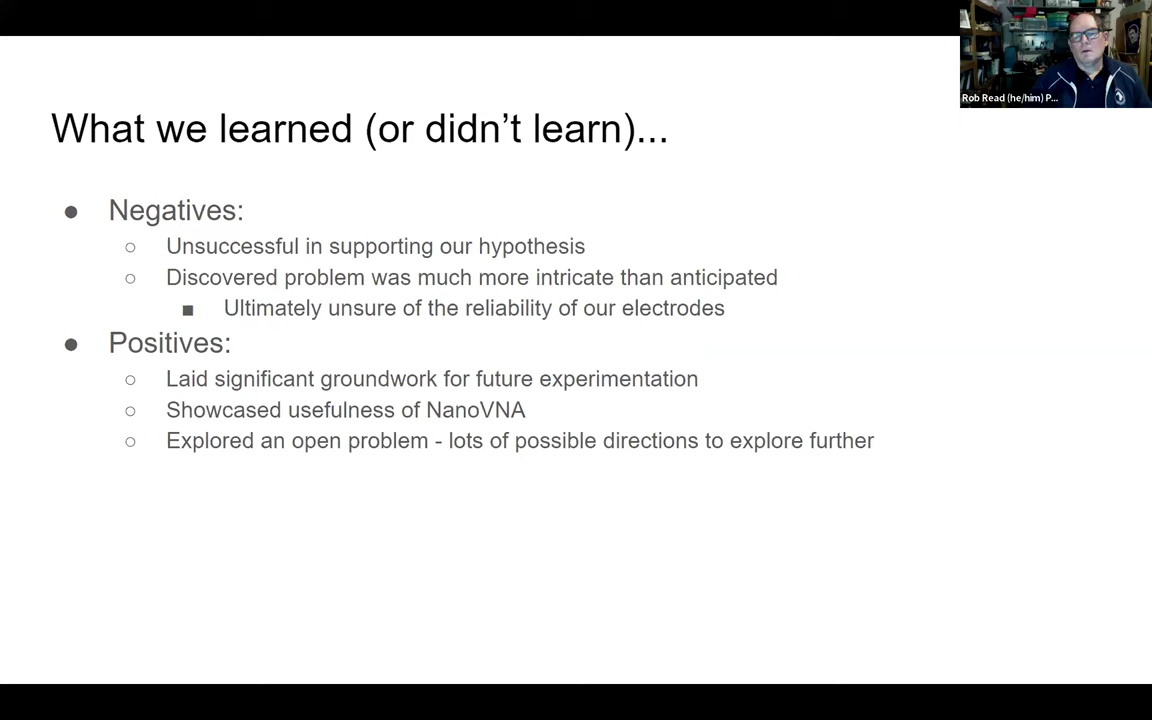 Rob Read (he/him) P...
What we learned (or didn't learn)...
● Negatives:
○ Unsuccessful in supporting our hypothesis
○ Discovered problem was much more intricate than anticipated
■ Ultimately unsure of the reliability of our electrodes
● Positives:
○ Laid significant groundwork for future experimentation
○ Showcased usefulness of NanoVNA
○ Explored an open problem - lots of possible directions to explore further